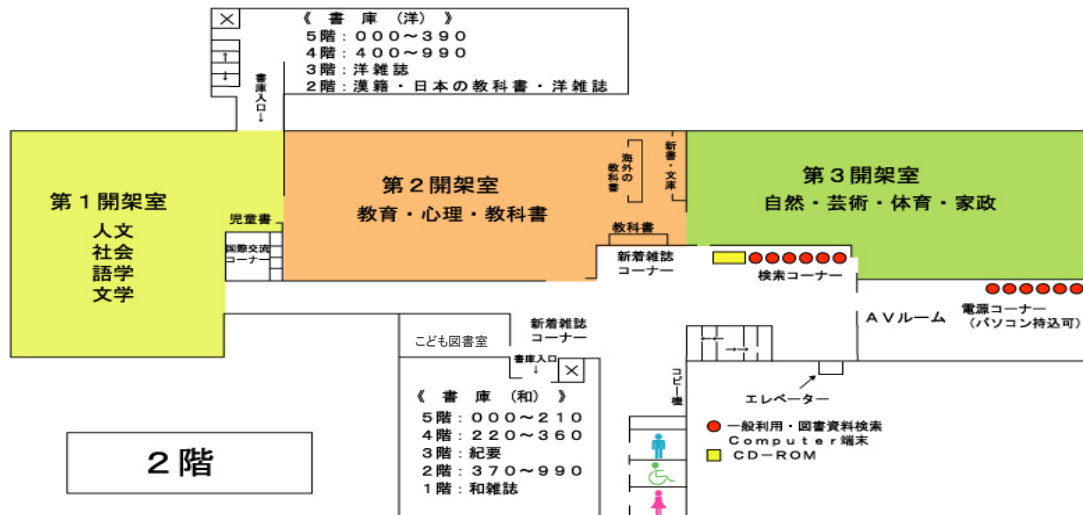 《　書　庫　(洋)　》
5階：000～390
4階：400～990
3階：洋雑誌
2階：漢籍・日本の教科書・洋雑誌
↑
↓
書庫入口↓
第1開架室
人文
社会
語学
文学
児童書
国際交流
コーナー
第2開架室
教育・心理・教科書
海外の
教科書
新書・文庫
教科書
第3開架室
自然・芸術・体育・家政
新着雑誌
コーナー
検索コーナー
AVルーム
電源コーナー
(パソコン持込可)
こども図書室
新着雑誌
コーナー
書庫入口
↓
←←
→→
コピー機
エレベーター
《　書　庫　(和)　》
5階：000～210
4階：220～360
3階：紀要
2階：370～990
1階：和雑誌
一般利用・図書資料検索
Computer端末
CD-ROM
2階